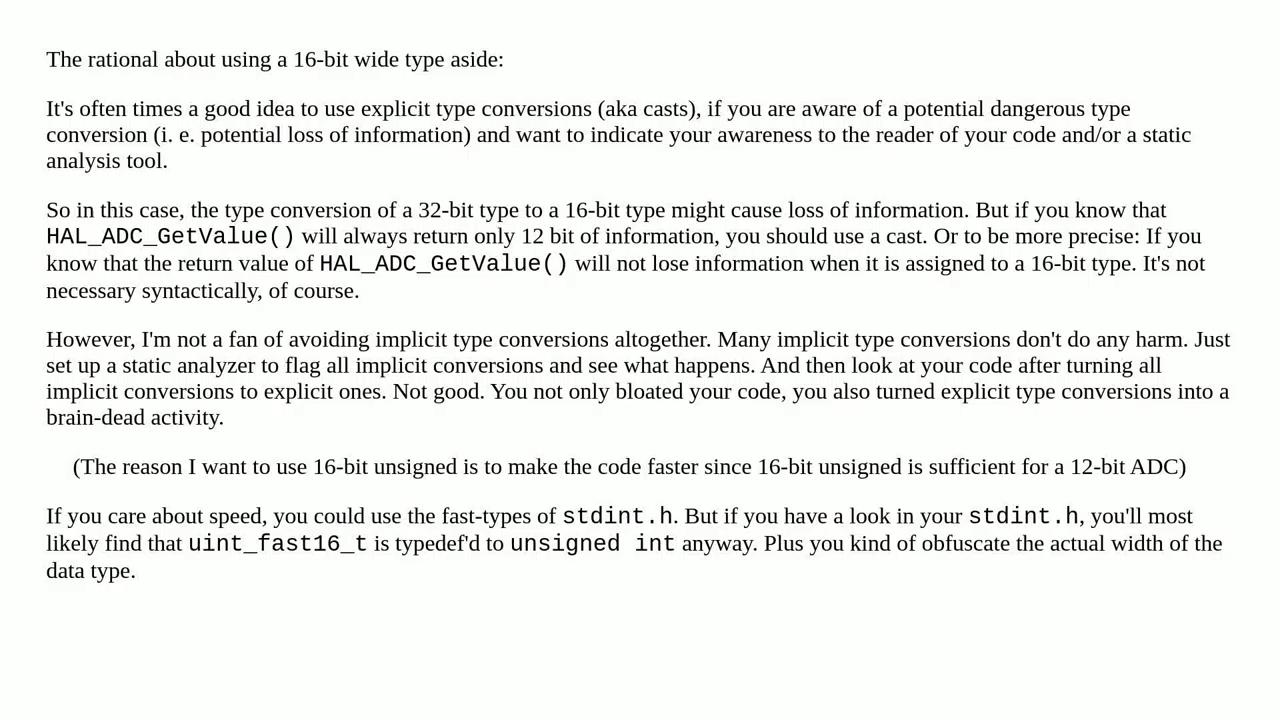 The rational about using a 16-bit wide type aside:
It's often times a good idea to use explicit type conversions (aka casts), if you are aware of a potential dangerous type
conversion (i. e. potential loss of information) and want to indicate your awareness to the reader of your code and/or a static
analysis tool.
So in this case, the type conversion of a 32-bit type to a 16-bit type might cause loss of information. But if you know that
HAL_ADC_GetValue() will always return only 12 bit of information, you should use a cast. Or to be more precise: If you
know that the return value of HAL_ADC_GetValue() will not lose information when it is assigned to a 16-bit type. It's not
necessary syntactically, of course.
However, I'm not a fan of avoiding implicit type conversions altogether. Many implicit type conversions don't do any harm. Just
set up a static analyzer to flag all implicit conversions and see what happens. And then look at your code after turning all
implicit conversions to explicit ones. Not good. You not only bloated your code, you also turned explicit type conversions into a
brain-dead activity.
(The reason I want to use 16-bit unsigned is to make the code faster since 16-bit unsigned is sufficient for a 12-bit ADC)
If you care about speed, you could use the fast-types of stdint.h. But if you have a look in your stdint.h, you'll most
likely find that uint_fast16_t is typedef'd to unsigned int anyway. Plus you kind of obfuscate the actual width of the
data type.